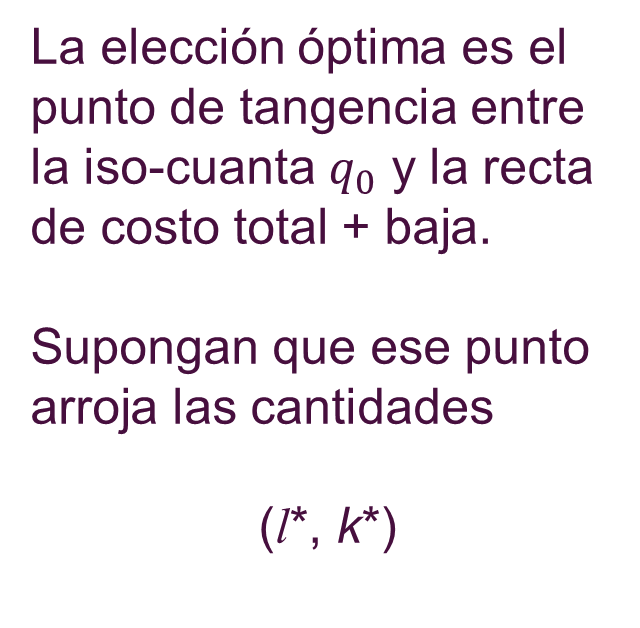 La elección óptima es el
punto de tangencia entre
la iso-cuanta q₀ y la recta
de costo total + baja.
Supongan que ese punto
arroja las cantidades
(l*, k*)